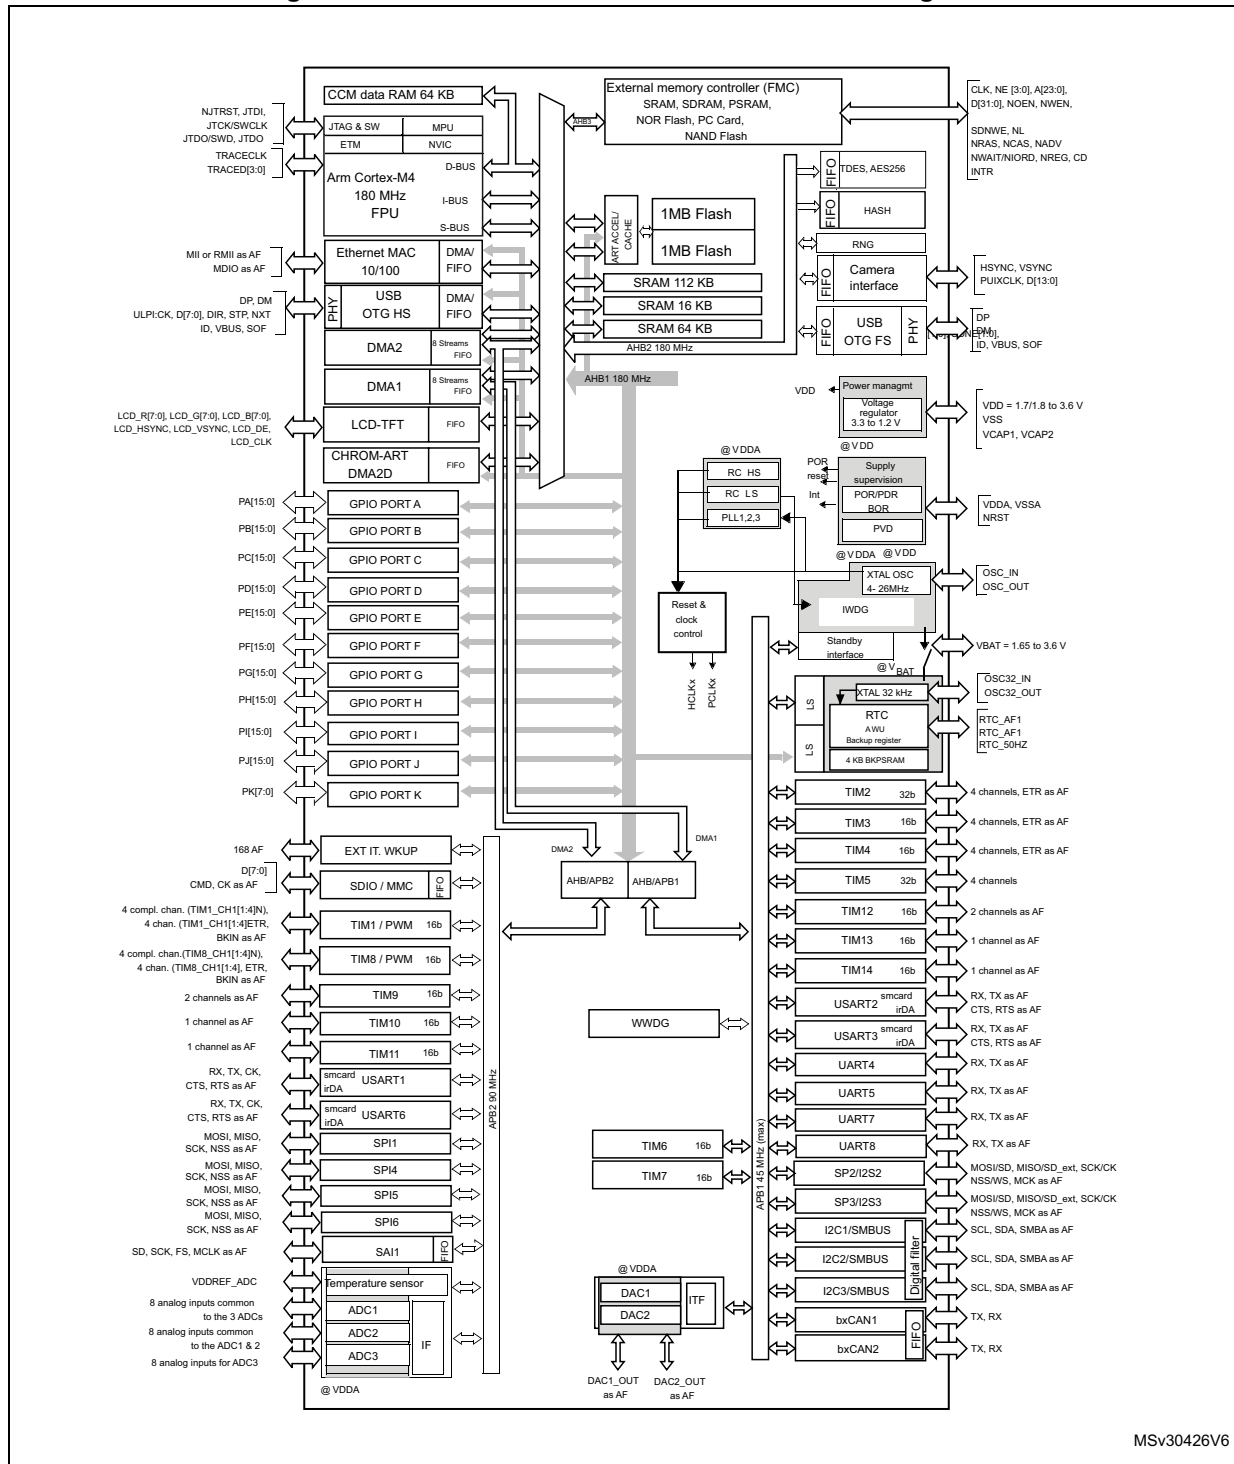 CCM data RAM 64 KB
External memory controller (FMC)
SRAM, SDRAM, PSRAM,
NOR Flash, PC Card,
NAND Flash
AHB3
CLK, NE [3:0], A[23:0],
D[31:0], NOEN, NWEN,
SDNWE, NL
NRAS, NCAS, NADV
NWAIT/NIORD, NREG, CD
INTR
NJTRST, JTDI,
JTCK/SWCLK
JTDO/SWD, JTDO
TRACECLK
TRACED[3:0]
JTAG & SW
MPU
ETM
NVIC
Arm Cortex-M4
180 MHz
FPU
D-BUS
I-BUS
S-BUS
ART ACCEL/
CACHE
1MB Flash
1MB Flash
SRAM 112 KB
SRAM 16 KB
SRAM 64 KB
AHB2 180 MHz
AHB1 180 MHz
FIFO
TDES, AES256
FIFO
HASH
RNG
FIFO
Camera
interface
HSYNC, VSYNC
PUIXCLK, D[13:0]
FIFO
USB
OTG FS
PHY
DP
DM
ID, VBUS, SOF
MII or RMII as AF
MDIO as AF
Ethernet MAC
10/100
DMA/
FIFO
DP, DM
ULPI:CK, D[7:0], DIR, STP, NXT
ID, VBUS, SOF
PHY
USB
OTG HS
DMA/
FIFO
DMA2
8 Streams
FIFO
DMA1
8 Streams
FIFO
LCD_R[7:0], LCD_G[7:0], LCD_B[7:0],
LCD_HSYNC, LCD_VSYNC, LCD_DE,
LCD_CLK
LCD-TFT
FIFO
CHROM-ART
DMA2D
FIFO
VDD
Power managmt
Voltage
regulator
3.3 to 1.2 V
VDD = 1.7/1.8 to 3.6 V
VSS
VCAP1, VCAP2
@VDD
@VDDA
RC HS
RC LS
PLL1,2,3
POR
reset
Int
Supply
supervision
POR/PDR
BOR
PVD
VDDA, VSSA
NRST
@VDDA
@VDD
XTAL OSC
4- 26MHz
OSC_IN
OSC_OUT
IWDG
Standby
interface
VBAT = 1.65 to 3.6 V
@VBAT
Reset &
clock
control
HCLKx
PCLKx
LS
LS
XTAL 32 kHz
RTC
AWU
Backup register
4 KB BKPSRAM
OSC32_IN
OSC32_OUT
RTC_AF1
RTC_AF1
RTC_50HZ
PA[15:0]
GPIO PORT A
PB[15:0]
GPIO PORT B
PC[15:0]
GPIO PORT C
PD[15:0]
GPIO PORT D
PE[15:0]
GPIO PORT E
PF[15:0]
GPIO PORT F
PG[15:0]
GPIO PORT G
PH[15:0]
GPIO PORT H
PI[15:0]
GPIO PORT I
PJ[15:0]
GPIO PORT J
PK[7:0]
GPIO PORT K
DMA2
DMA1
AHB/APB2
AHB/APB1
168 AF
EXT IT. WKUP
D[7:0]
CMD, CK as AF
SDIO / MMC
FIFO
4 compl. chan. (TIM1_CH1[1:4]N),
4 chan. (TIM1_CH1[1:4]ETR,
BKIN as AF
TIM1 / PWM
16b
4 compl. chan.(TIM8_CH1[1:4]N),
4 chan. (TIM8_CH1[1:4], ETR,
BKIN as AF
TIM8 / PWM
16b
2 channels as AF
TIM9
16b
1 channel as AF
TIM10
16b
1 channel as AF
TIM11
16b
RX, TX, CK,
CTS, RTS as AF
smcard
irDA
USART1
RX, TX, CK,
CTS, RTS as AF
smcard
irDA
USART6
MOSI, MISO,
SCK, NSS as AF
SPI1
MOSI, MISO,
SCK, NSS as AF
SPI4
MOSI, MISO,
SCK, NSS as AF
SPI5
MOSI, MISO,
SCK, NSS as AF
SPI6
SD, SCK, FS, MCLK as AF
SAI1
FIFO
VDDREF_ADC
Temperature sensor
8 analog inputs common
to the 3 ADCs
ADC1
8 analog inputs common
to the ADC1 & 2
ADC2
8 analog inputs for ADC3
ADC3
IF
@VDDA
APB2 90 MHz
WWDG
TIM6
16b
TIM7
16b
@VDDA
DAC1
DAC2
ITF
DAC1_OUT
as AF
DAC2_OUT
as AF
APB1 45 MHz (max)
TIM2
32b
4 channels, ETR as AF
TIM3
16b
4 channels, ETR as AF
TIM4
16b
4 channels, ETR as AF
TIM5
32b
4 channels
TIM12
16b
2 channels as AF
TIM13
16b
1 channel as AF
TIM14
16b
1 channel as AF
USART2
smcard
irDA
RX, TX as AF
CTS, RTS as AF
USART3
smcard
irDA
RX, TX as AF
CTS, RTS as AF
UART4
RX, TX as AF
UART5
RX, TX as AF
UART7
RX, TX as AF
UART8
RX, TX as AF
SP2/I2S2
MOSI/SD, MISO/SD_ext, SCK/CK
NSS/WS, MCK as AF
SP3/I2S3
MOSI/SD, MISO/SD_ext, SCK/CK
NSS/WS, MCK as AF
I2C1/SMBUS
SCL, SDA, SMBA as AF
I2C2/SMBUS
SCL, SDA, SMBA as AF
I2C3/SMBUS
SCL, SDA, SMBA as AF
Digital filter
bxCAN1
TX, RX
bxCAN2
TX, RX
FIFO
MSv30426V6